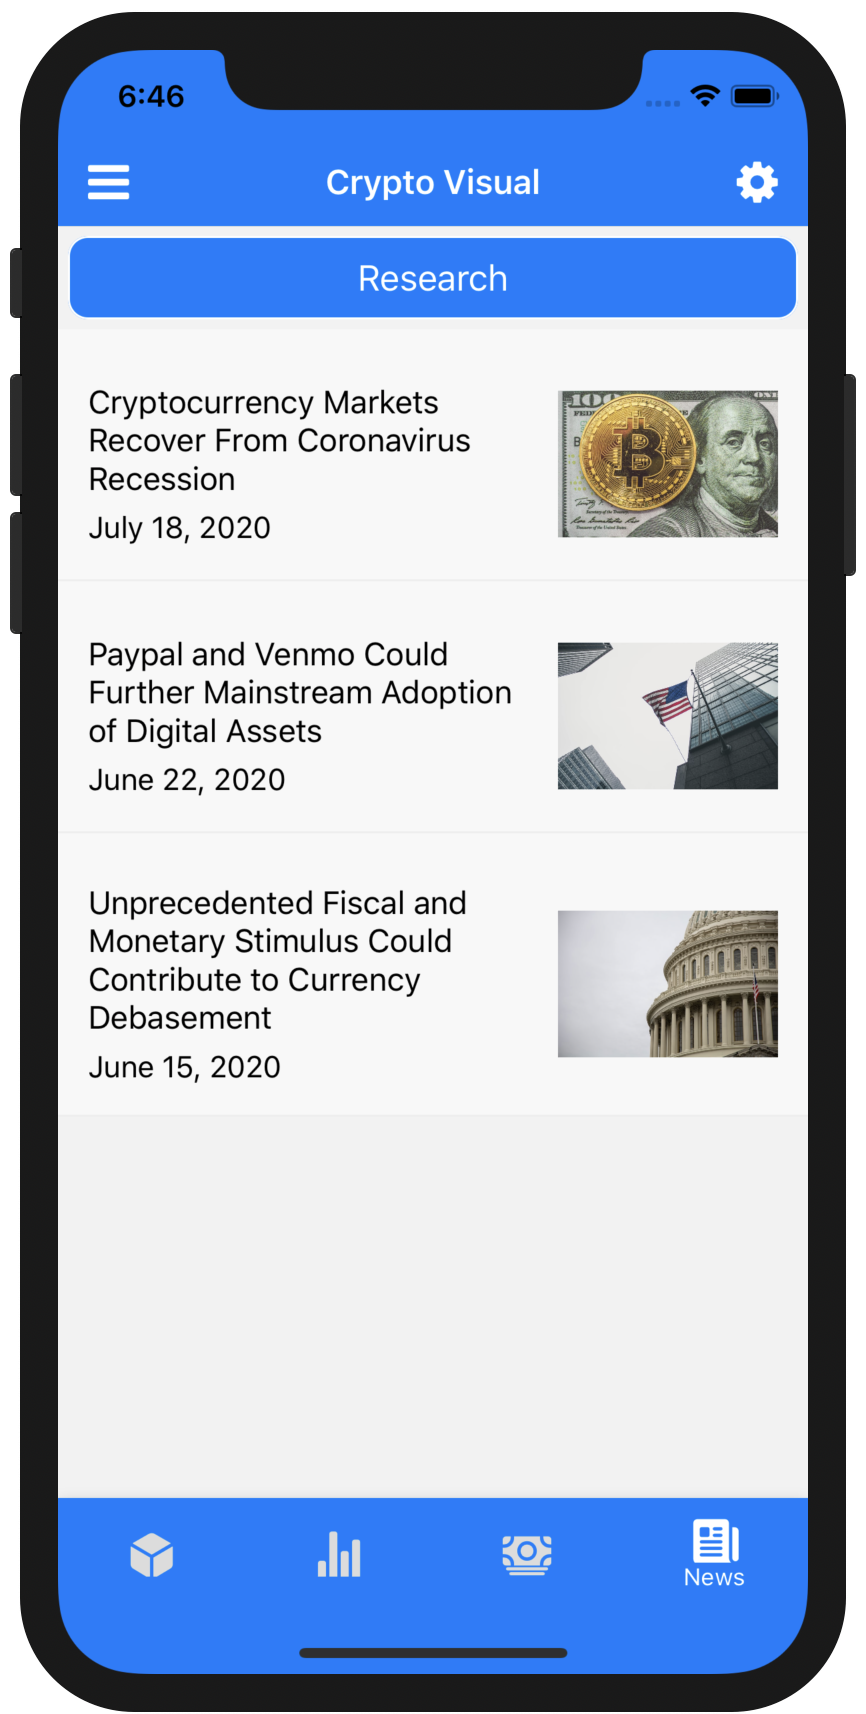 6:46
Crypto Visual
Research
Cryptocurrency Markets
Recover From Coronavirus
Recession
July 18, 2020
100
Paypal and Venmo Could
Further Mainstream Adoption
of Digital Assets
June 22, 2020
Unprecedented Fiscal and
Monetary Stimulus Could
Contribute to Currency
Debasement
June 15, 2020
News